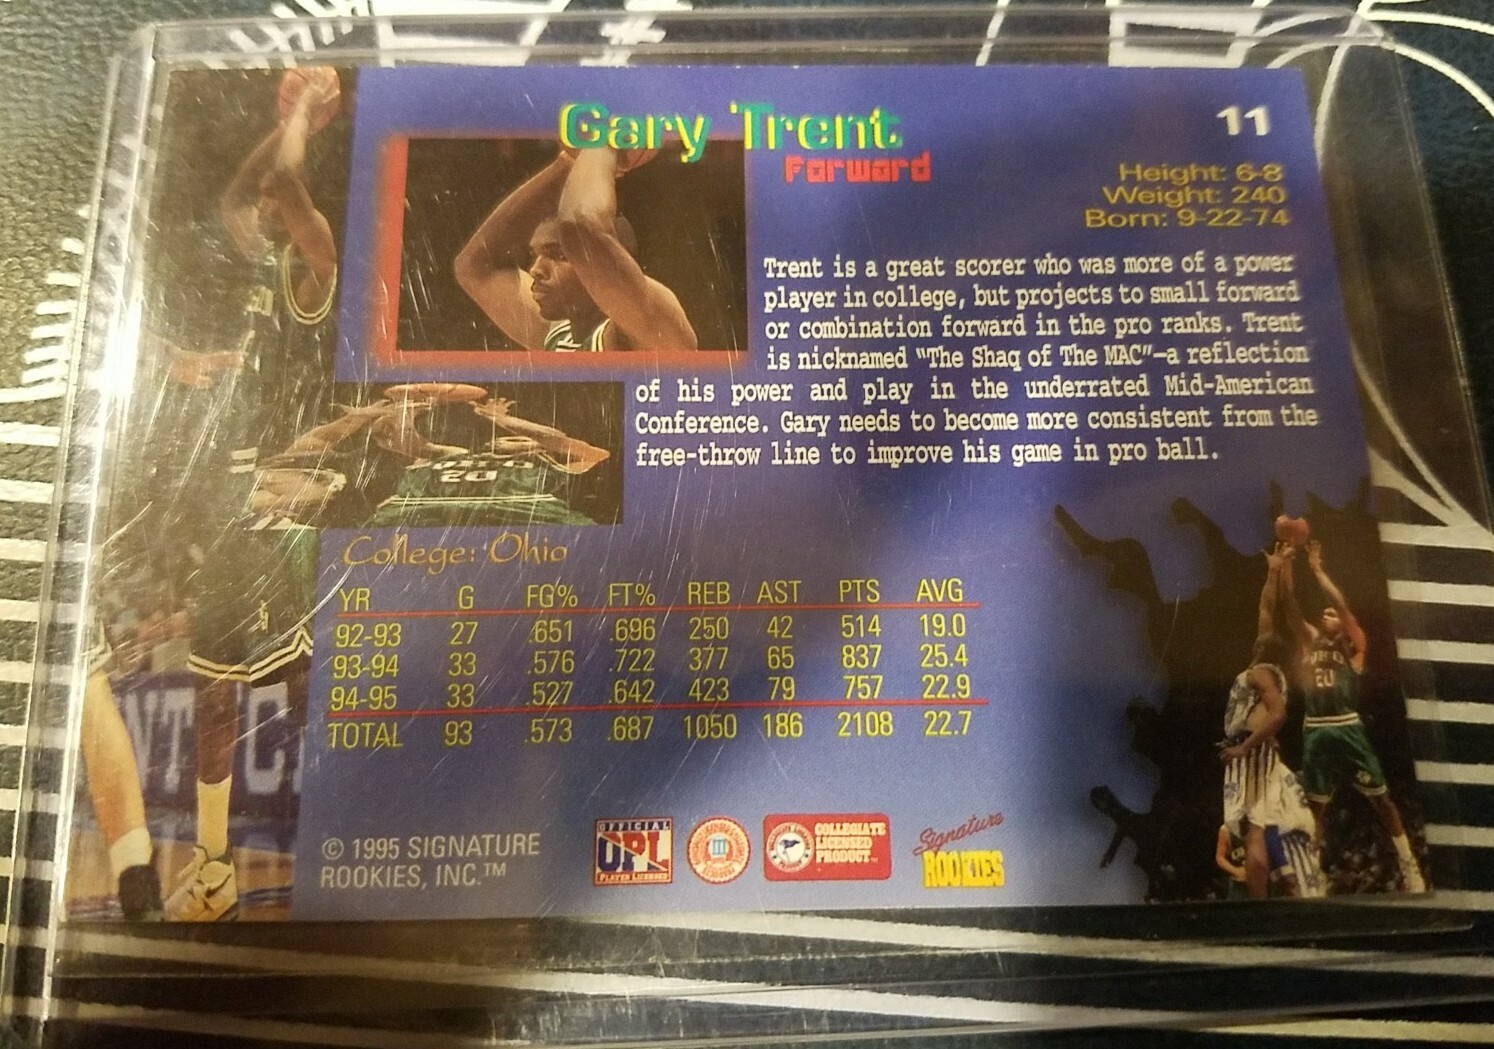 Gary Trent
Forward
11
Height: 6-8
Weight: 240
Born: 9-22-74
Trent is a great scorer who was more of a power
player in college, but projects to small forward
or combination forward in the pro ranks. Trent
is nicknamed "The Shaq of The MAC"–a reflection
of his power and play in the underrated Mid-American
Conference. Gary needs to become more consistent from the
free-throw line to improve his game in pro ball.
20
College: Ohio
YR G FG% FT% REB AST PTS AVG
92-93 27 .651 .696 250 42 514 19.0
93-94 33 .576 .722 377 65 837 25.4
94-95 33 .527 .642 423 79 757 22.9
TOTAL 93 .573 .687 1050 186 2108 22.7
20
© 1995 SIGNATURE
ROOKIES, INC.™
OFFICIAL
UPL
PLAYER LICENSED
COLLEGIATE
LICENSED
PRODUCT™
Signature
ROOKIES